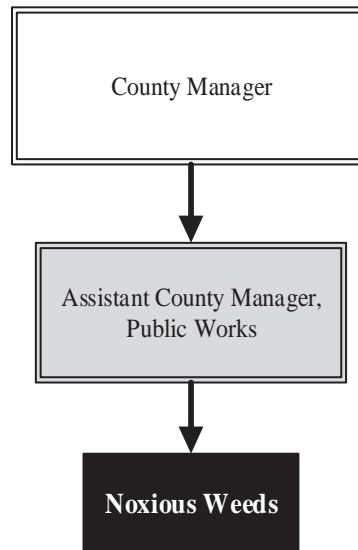 County Manager
Assistant County Manager,
Public Works
Noxious Weeds